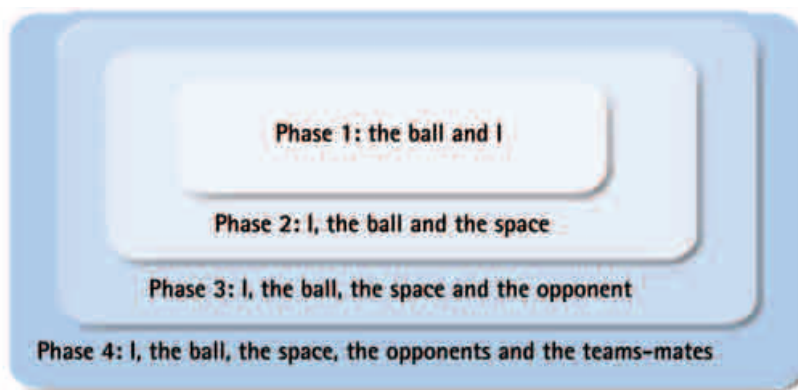 Phase 1: the ball and I
Phase 2: I, the ball and the space
Phase 3: I, the ball, the space and the opponent
Phase 4: I, the ball, the space, the opponents and the teams-mates